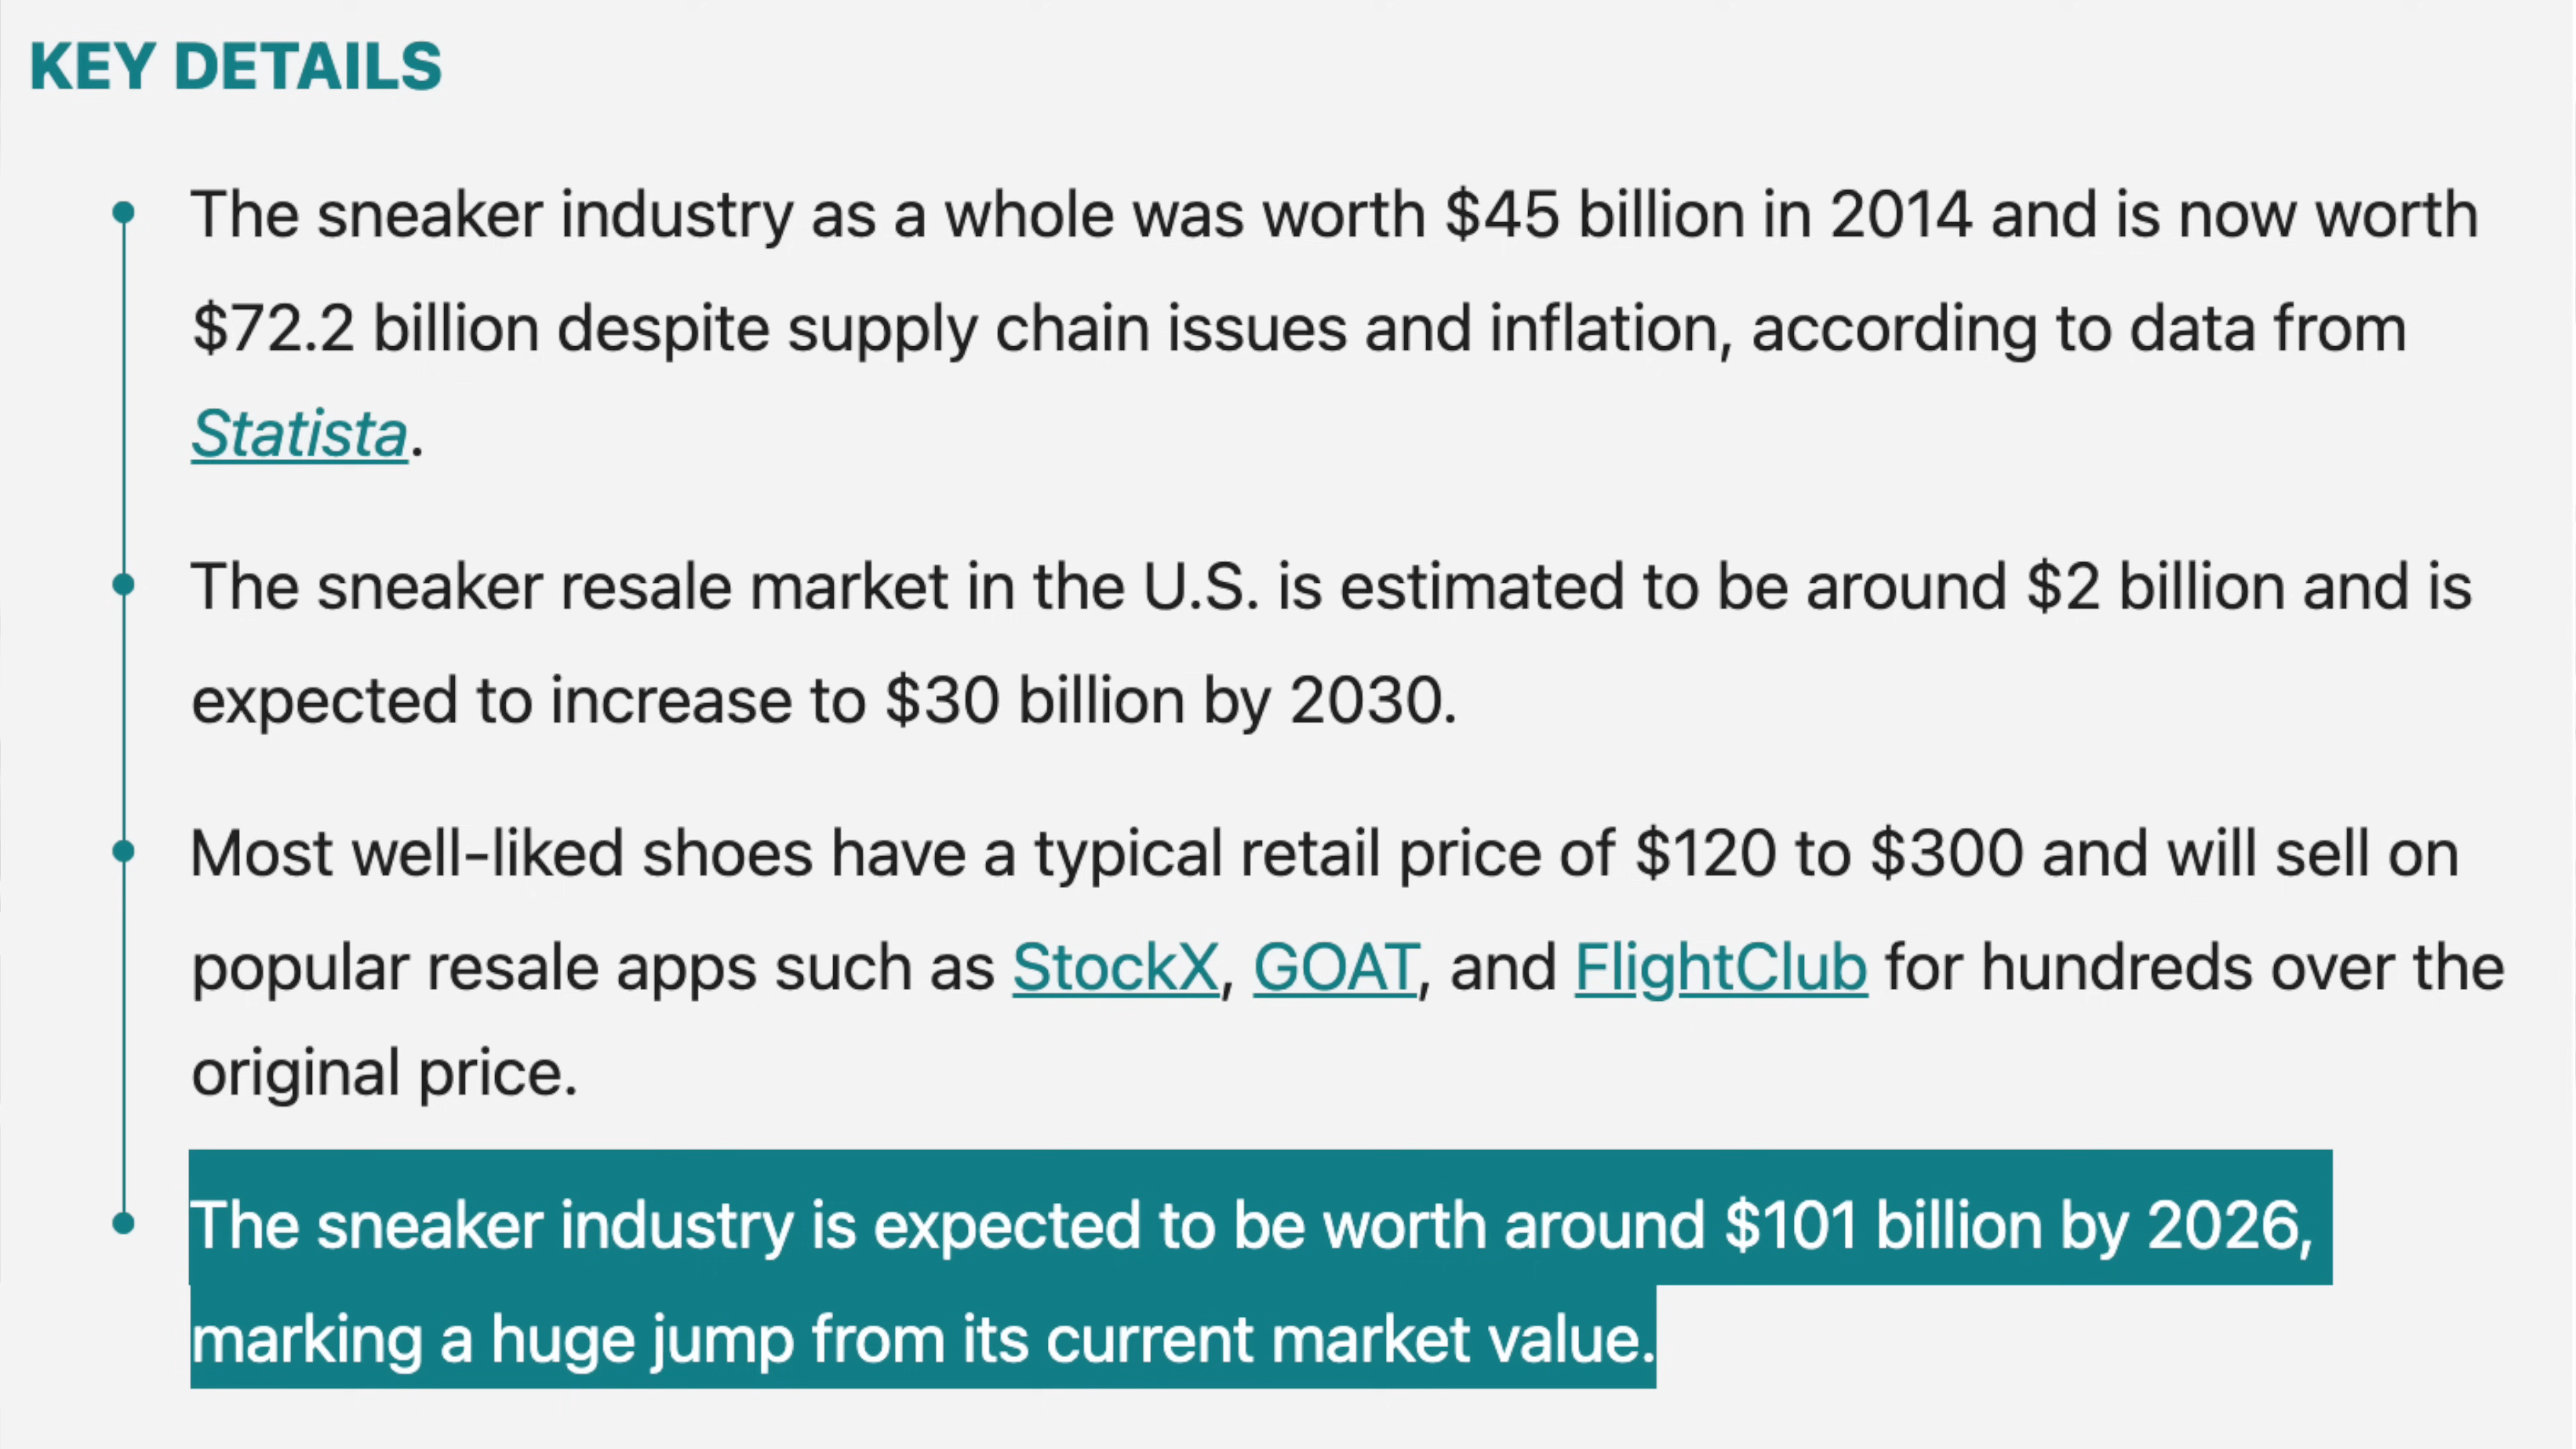 KEY DETAILS
The sneaker industry as a whole was worth $45 billion in 2014 and is now worth
$72.2 billion despite supply chain issues and inflation, according to data from
Statista.
The sneaker resale market in the U.S. is estimated to be around $2 billion and is
expected to increase to $30 billion by 2030.
Most well-liked shoes have a typical retail price of $120 to $300 and will sell on
popular resale apps such as StockX, GOAT, and FlightClub for hundreds over the
original price.
The sneaker industry is expected to be worth around $101 billion by 2026,
marking a huge jump from its current market value.